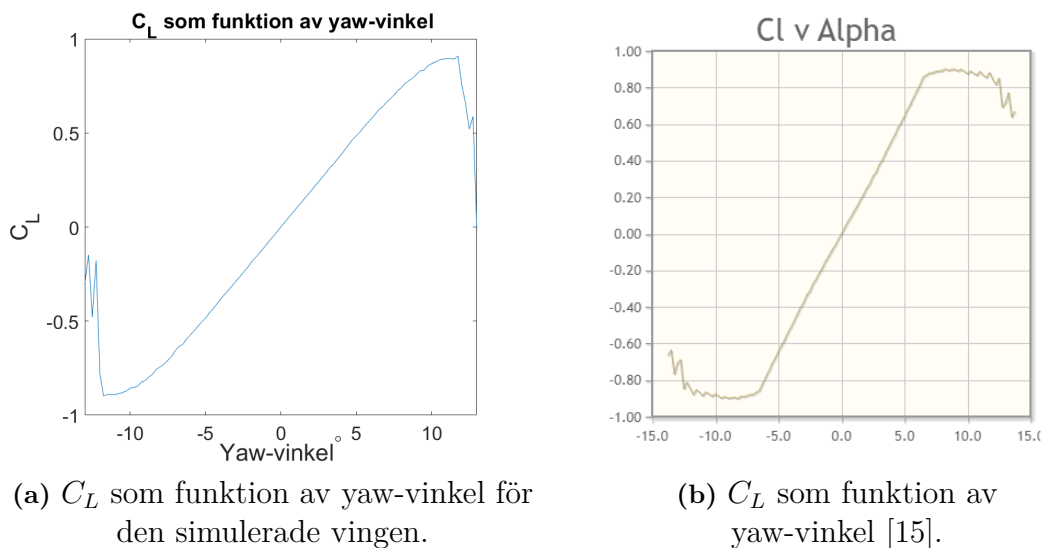 C_L som funktion av yaw-vinkel
1
0.5
0
-0.5
-1
C_L
-10 -5 0 5 10
Yaw-vinkel°
(a) C_L som funktion av yaw-vinkel för
den simulerade vingen.
Cl v Alpha
1.00
0.80
0.60
0.40
0.20
0.00
-0.20
-0.40
-0.60
-0.80
-1.00
-15.0 -10.0 -5.0 0.0 5.0 10.0 15.0
(b) C_L som funktion av
yaw-vinkel [15].